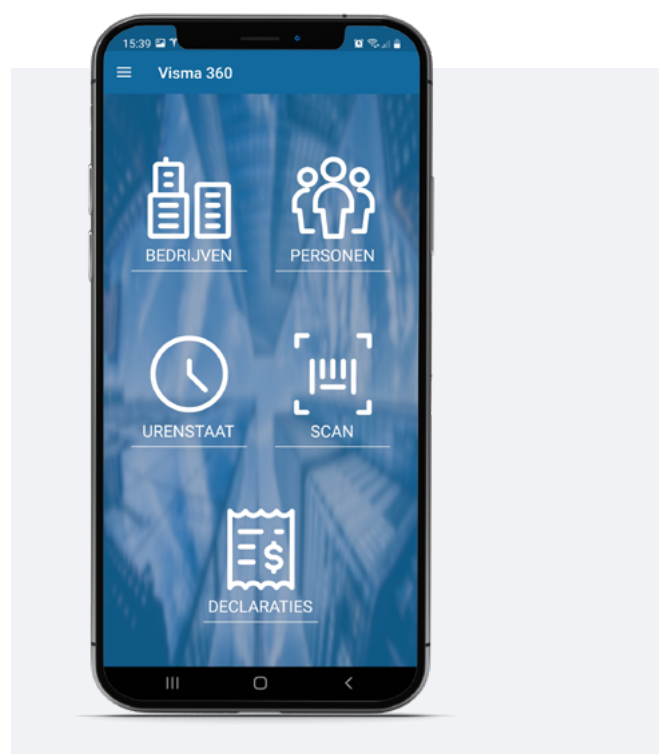 15:39
Visma 360
BEDRIJVEN
PERSONEN
URENSTAAT
SCAN
DECLARATIES